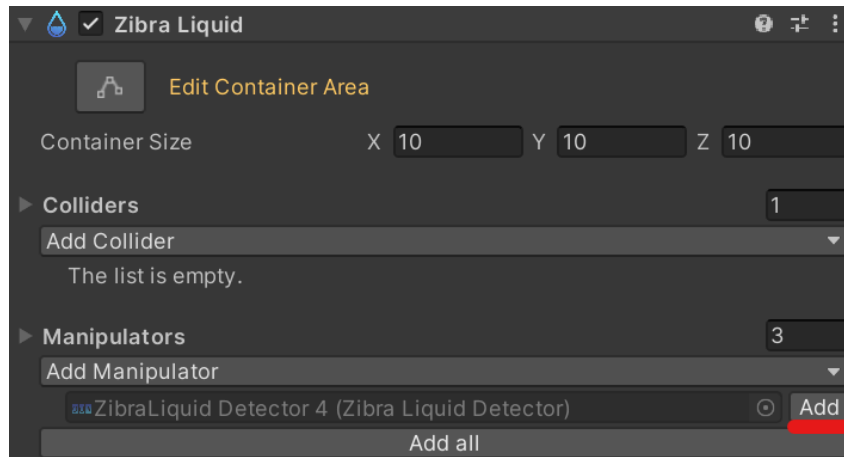 Zibra Liquid
Edit Container Area
Container Size X 10 Y 10 Z 10
Colliders 1
Add Collider
The list is empty.
Manipulators 3
Add Manipulator
ZibraLiquid Detector 4 (Zibra Liquid Detector) Add
Add all